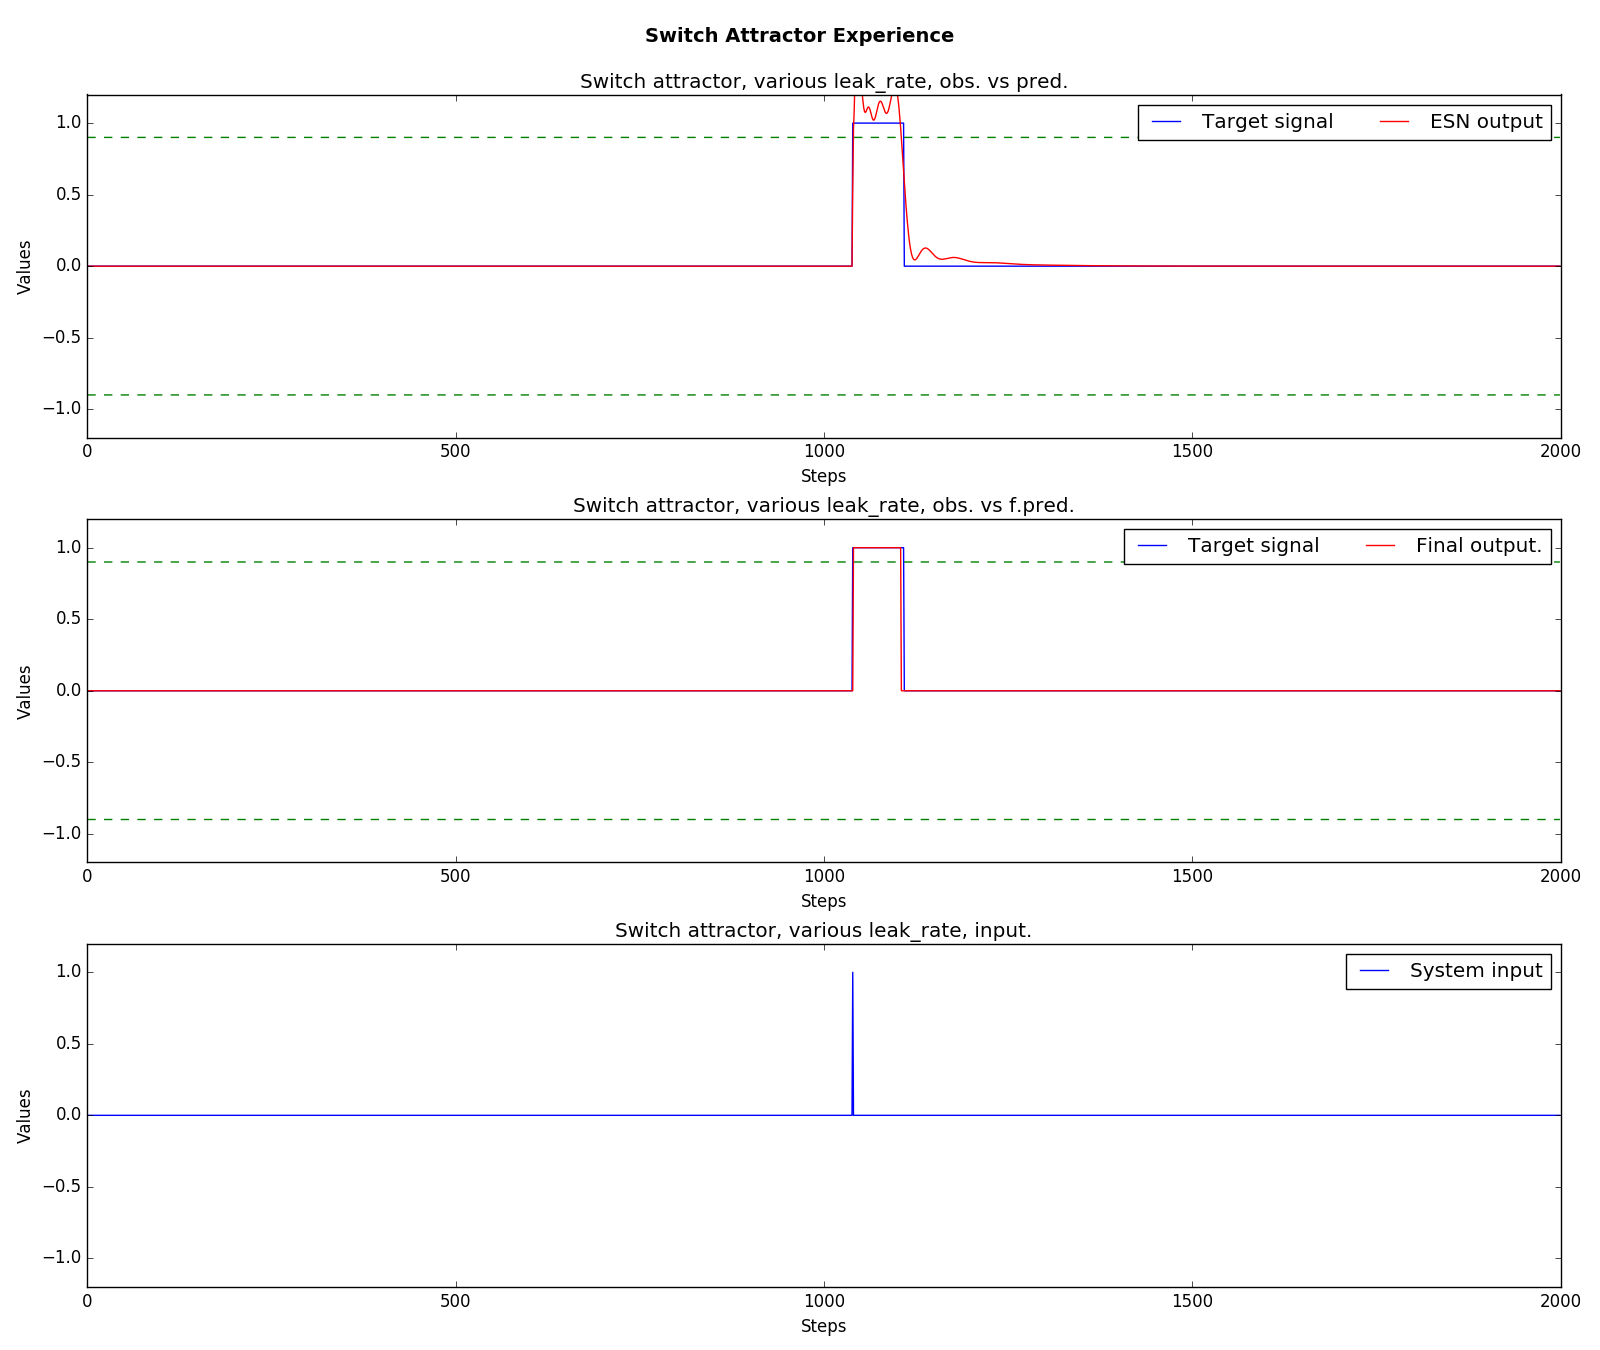 Switch Attractor Experience
Switch attractor, various leak_rate, obs. vs pred.
Target signal ESN output
1.0
0.5
0.0
−0.5
−1.0
Values
0 500 1000 1500 2000
Steps
Switch attractor, various leak_rate, obs. vs f.pred.
Target signal Final output.
1.0
0.5
0.0
−0.5
−1.0
Values
0 500 1000 1500 2000
Steps
Switch attractor, various leak_rate, input.
System input
1.0
0.5
0.0
−0.5
−1.0
Values
0 500 1000 1500 2000
Steps